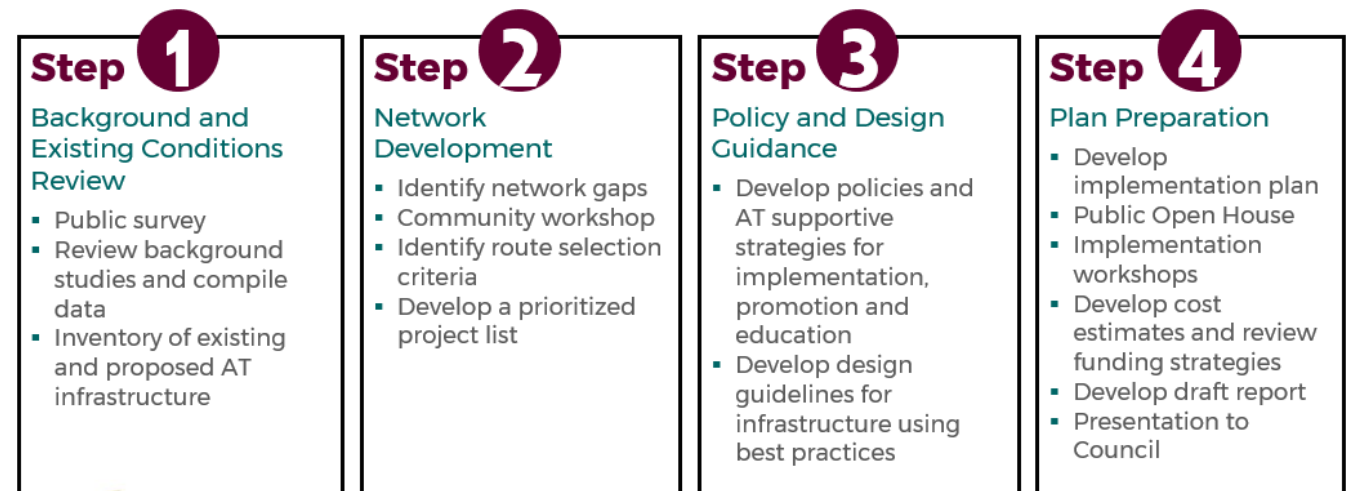 Step 1
Background and
Existing Conditions
Review
▪ Public survey
▪ Review background
studies and compile
data
▪ Inventory of existing
and proposed AT
infrastructure
Step 2
Network
Development
▪ Identify network gaps
▪ Community workshop
▪ Identify route selection
criteria
▪ Develop a prioritized
project list
Step 3
Policy and Design
Guidance
▪ Develop policies and
AT supportive
strategies for
implementation,
promotion and
education
▪ Develop design
guidelines for
infrastructure using
best practices
Step 4
Plan Preparation
▪ Develop
implementation plan
▪ Public Open House
▪ Implementation
workshops
▪ Develop cost
estimates and review
funding strategies
▪ Develop draft report
▪ Presentation to
Council